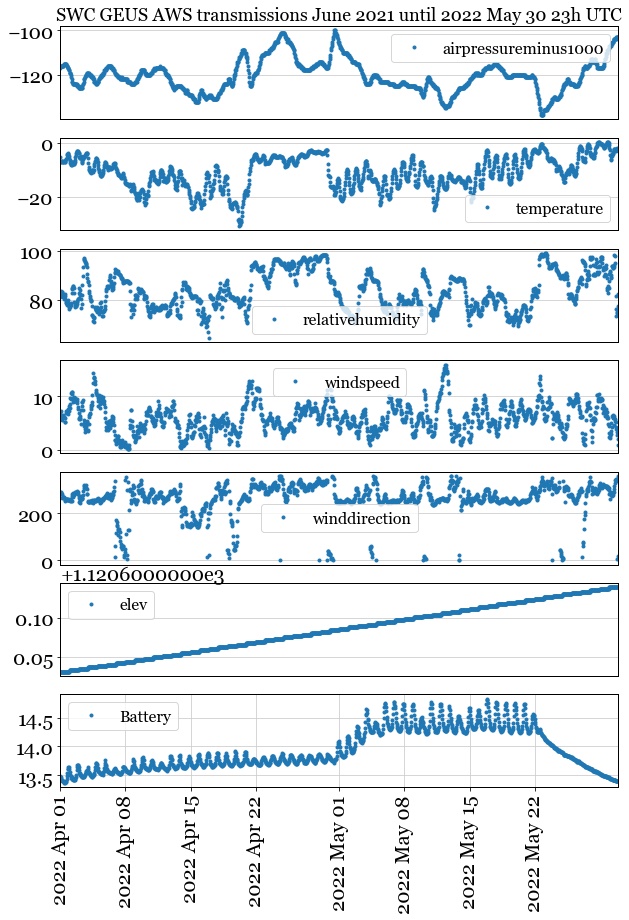 SWC GEUS AWS transmissions June 2021 until 2022 May 30 23h UTC
−100
−120
airpressureminus1000
0
−20
temperature
100
80
relativehumidity
10
0
windspeed
200
0
winddirection
+1.1206000000e3
0.10
0.05
elev
14.5
14.0
13.5
Battery
2022 Apr 01
2022 Apr 08
2022 Apr 15
2022 Apr 22
2022 May 01
2022 May 08
2022 May 15
2022 May 22